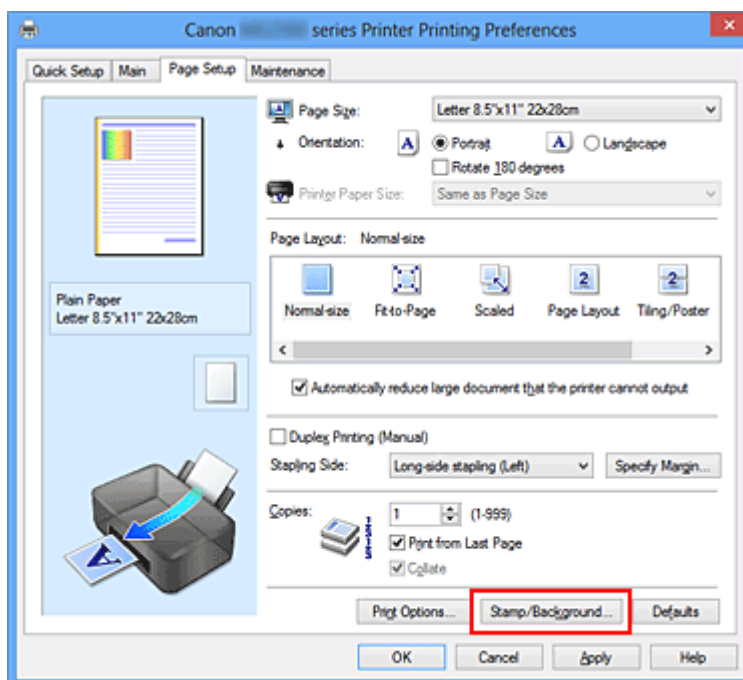 Canon series Printer Printing Preferences
Quick Setup Main Page Setup Maintenance
Page Size: Letter 8.5"x11" 22x28cm
Orientation: A Portrait A Landscape
Rotate 180 degrees
Printer Paper Size: Same as Page Size
Page Layout: Normal-size
Normal-size Fit-to-Page Scaled Page Layout Tiling/Poster
Plain Paper
Letter 8.5"x11" 22x28cm
Automatically reduce large document that the printer cannot output
Duplex Printing (Manual)
Stapling Side: Long-side stapling (Left) Specify Margin...
Copies: 1 (1-999)
Print from Last Page
Collate
Print Options... Stamp/Background... Defaults
OK Cancel Apply Help